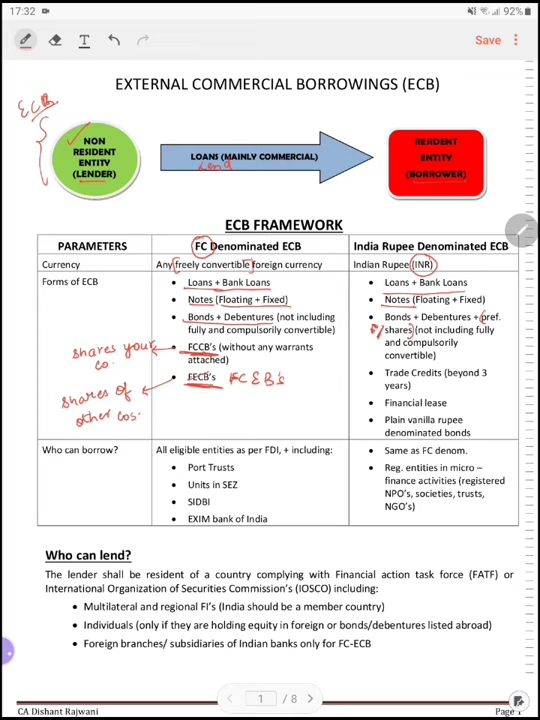 17:32
92%
T
Save
EXTERNAL COMMERCIAL BORROWINGS (ECB)
ECB
NON
RESIDENT
ENTITY
(LENDER)
LOANS (MAINLY COMMERCIAL)
Lend
RESIDENT
ENTITY
(BORROWER)
ECB FRAMEWORK
PARAMETERS FC Denominated ECB India Rupee Denominated ECB
Currency Any freely convertible foreign currency Indian Rupee (INR)
Forms of ECB
• Loans + Bank Loans
• Notes (Floating + Fixed)
• Bonds + Debentures (not including
fully and compulsorily convertible)
• FCCB's (without any warrants
attached)
• FECB's FCEB's
shares your
co.
shares of
other cos.
• Loans + Bank Loans
• Notes (Floating + Fixed)
• Bonds + Debentures + pref.
shares (not including fully
and compulsorily
convertible)
• Trade Credits (beyond 3
years)
• Financial lease
• Plain vanilla rupee
denominated bonds
Who can borrow?
All eligible entities as per FDI, + including:
• Port Trusts
• Units in SEZ
• SIDBI
• EXIM bank of India
• Same as FC denom.
• Reg. entities in micro –
finance activities (registered
NPO's, societies, trusts,
NGO's)
Who can lend?
The lender shall be resident of a country complying with Financial action task force (FATF) or
International Organization of Securities Commission's (IOSCO) including:
• Multilateral and regional FI's (India should be a member country)
• Individuals (only if they are holding equity in foreign or bonds/debentures listed abroad)
• Foreign branches/ subsidiaries of Indian banks only for FC-ECB
1 / 8
CA Dishant Rajwani Page 1